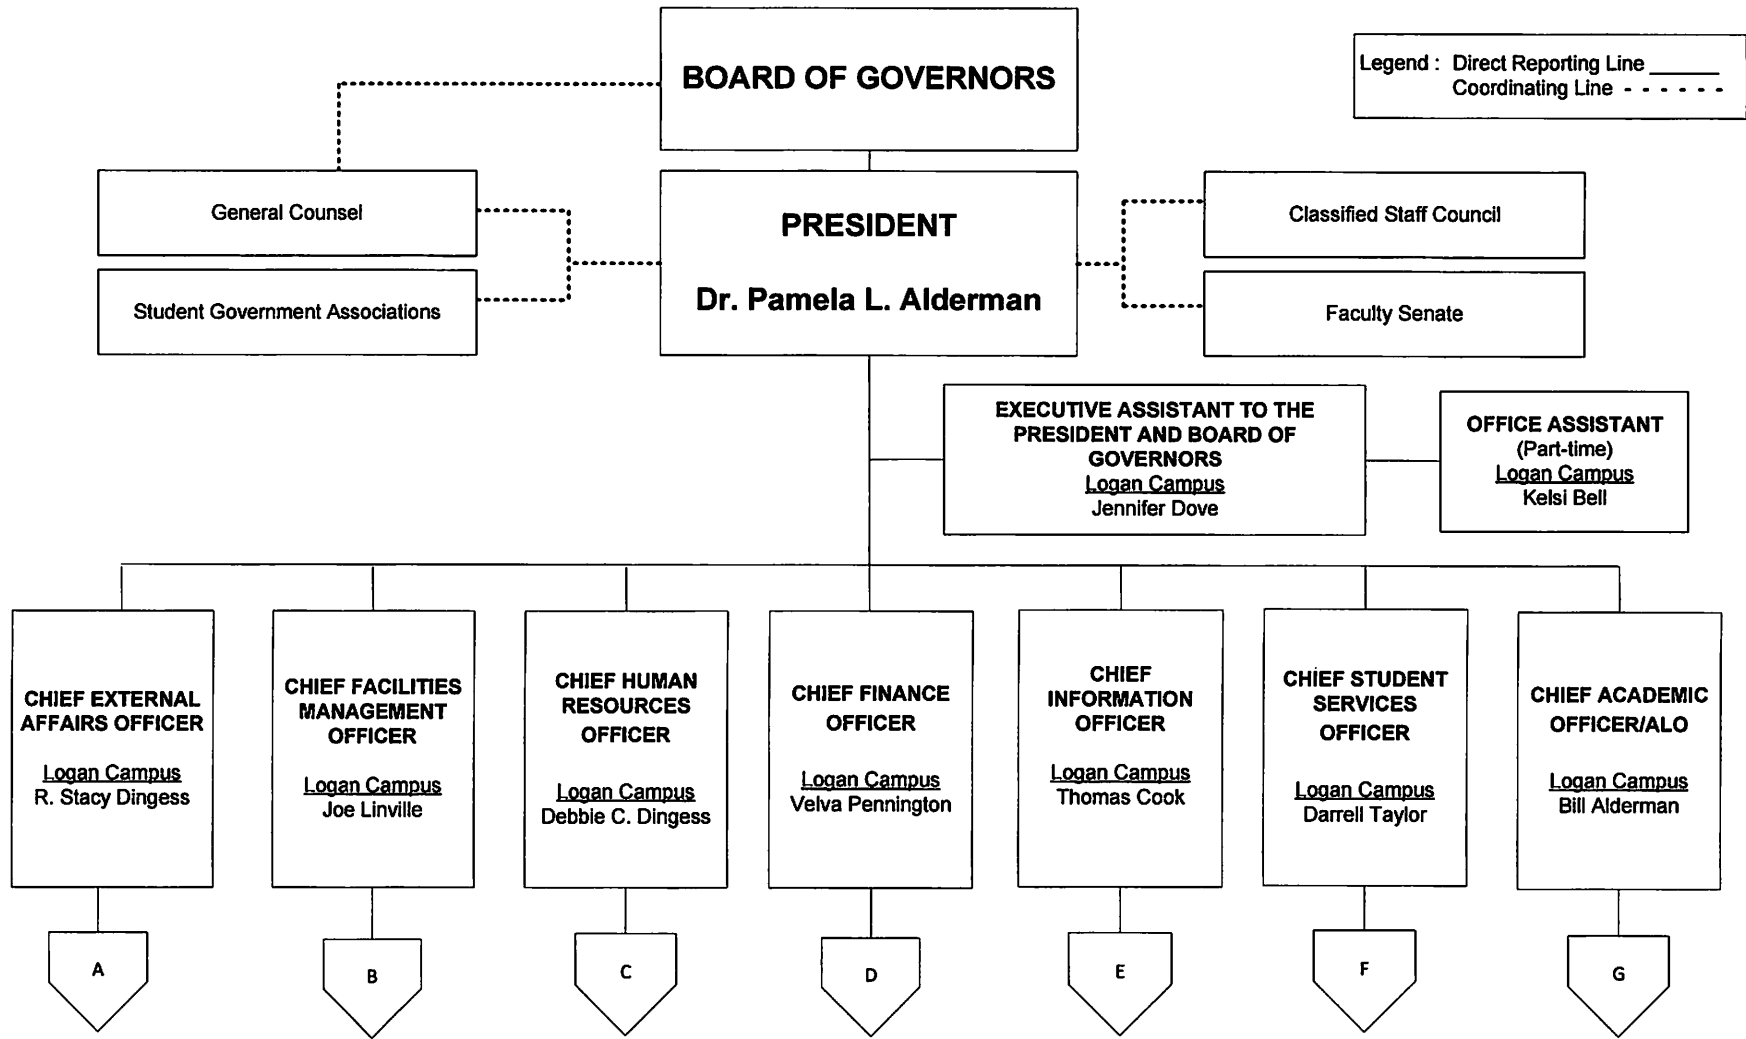 BOARD OF GOVERNORS
Legend : Direct Reporting Line ______
Coordinating Line - - - - - -
General Counsel
Student Government Associations
PRESIDENT
Dr. Pamela L. Alderman
Classified Staff Council
Faculty Senate
EXECUTIVE ASSISTANT TO THE
PRESIDENT AND BOARD OF
GOVERNORS
Logan Campus
Jennifer Dove
OFFICE ASSISTANT
(Part-time)
Logan Campus
Kelsi Bell
CHIEF EXTERNAL
AFFAIRS OFFICER
Logan Campus
R. Stacy Dingess
CHIEF FACILITIES
MANAGEMENT
OFFICER
Logan Campus
Joe Linville
CHIEF HUMAN
RESOURCES
OFFICER
Logan Campus
Debbie C. Dingess
CHIEF FINANCE
OFFICER
Logan Campus
Velva Pennington
CHIEF
INFORMATION
OFFICER
Logan Campus
Thomas Cook
CHIEF STUDENT
SERVICES
OFFICER
Logan Campus
Darrell Taylor
CHIEF ACADEMIC
OFFICER/ALO
Logan Campus
Bill Alderman
A
B
C
D
E
F
G